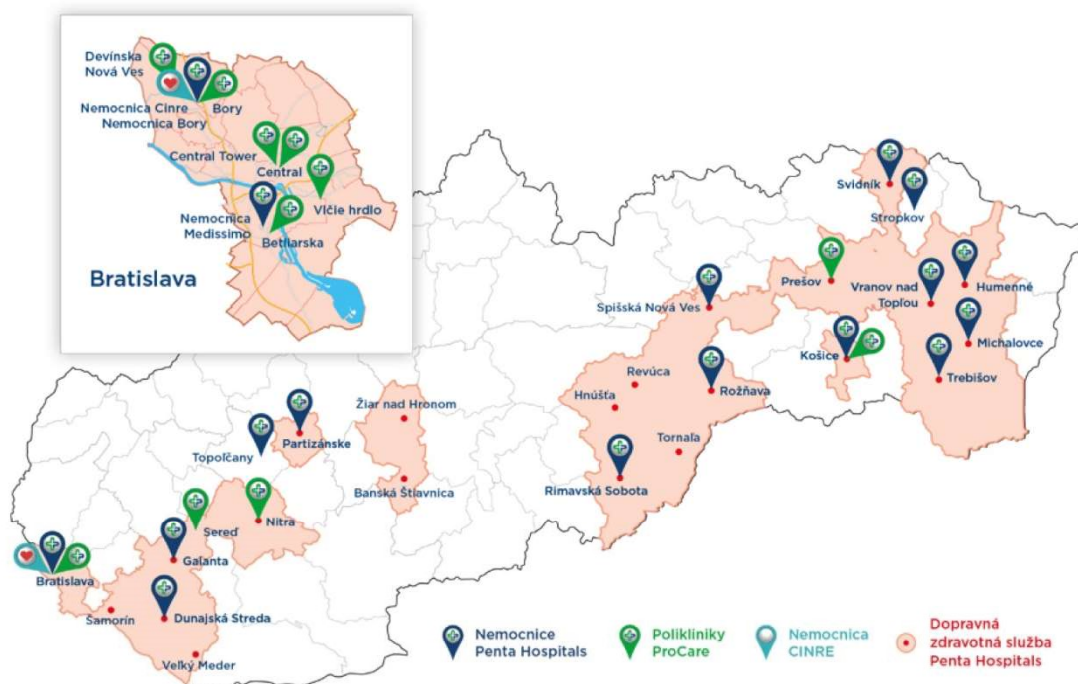 Devínska
Nová Ves
Nemocnica Cinre
Bory
Nemocnica Bory
Central Tower
Central
Vlčie hrdlo
Nemocnica
Medissimo
Betliarska
Bratislava
Svidník
Stropkov
Prešov
Vranov nad
Topľou
Humenné
Spišská Nová Ves
Michalovce
Košice
Trebišov
Revúca
Rožňava
Hnúšťa
Žiar nad Hronom
Partizánske
Topoľčany
Tornaľa
Rimavská Sobota
Banská Štiavnica
Nitra
Sereď
Galanta
Bratislava
Šamorín
Dunajská Streda
Veľký Meder
Nemocnice
Penta Hospitals
Polikliniky
ProCare
Nemocnica
CINRE
Dopravná
zdravotná služba
Penta Hospitals